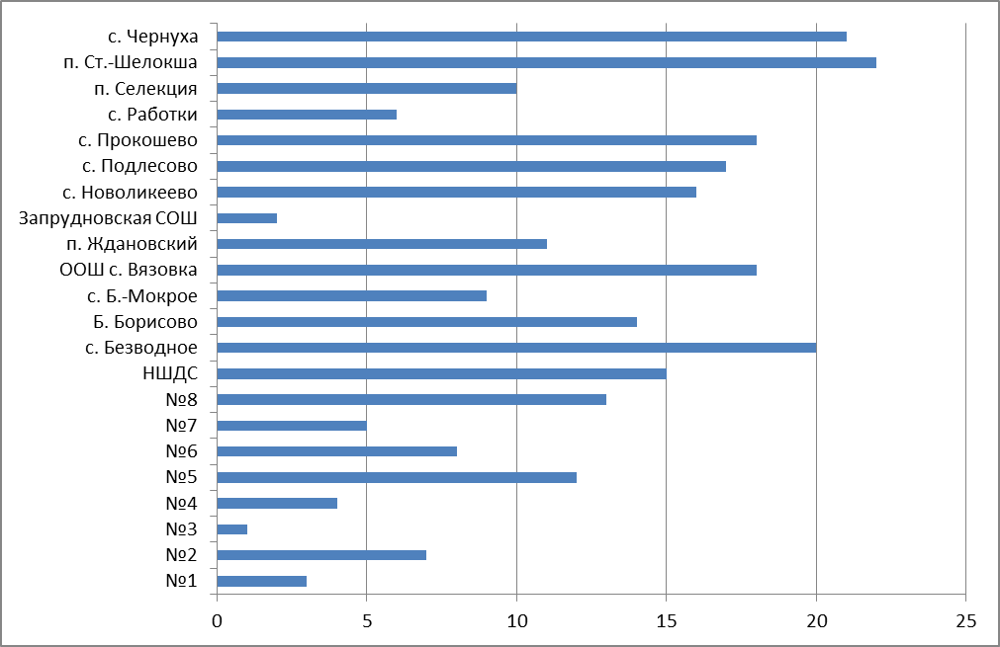 с. Чернуха
п. Ст.-Шелокша
п. Селекция
с. Работки
с. Прокошево
с. Подлесово
с. Новоликеево
Запрудновская СОШ
п. Ждановский
ООШ с. Вязовка
с. Б.-Мокрое
Б. Борисово
с. Безводное
НШДС
№8
№7
№6
№5
№4
№3
№2
№1
0 5 10 15 20 25